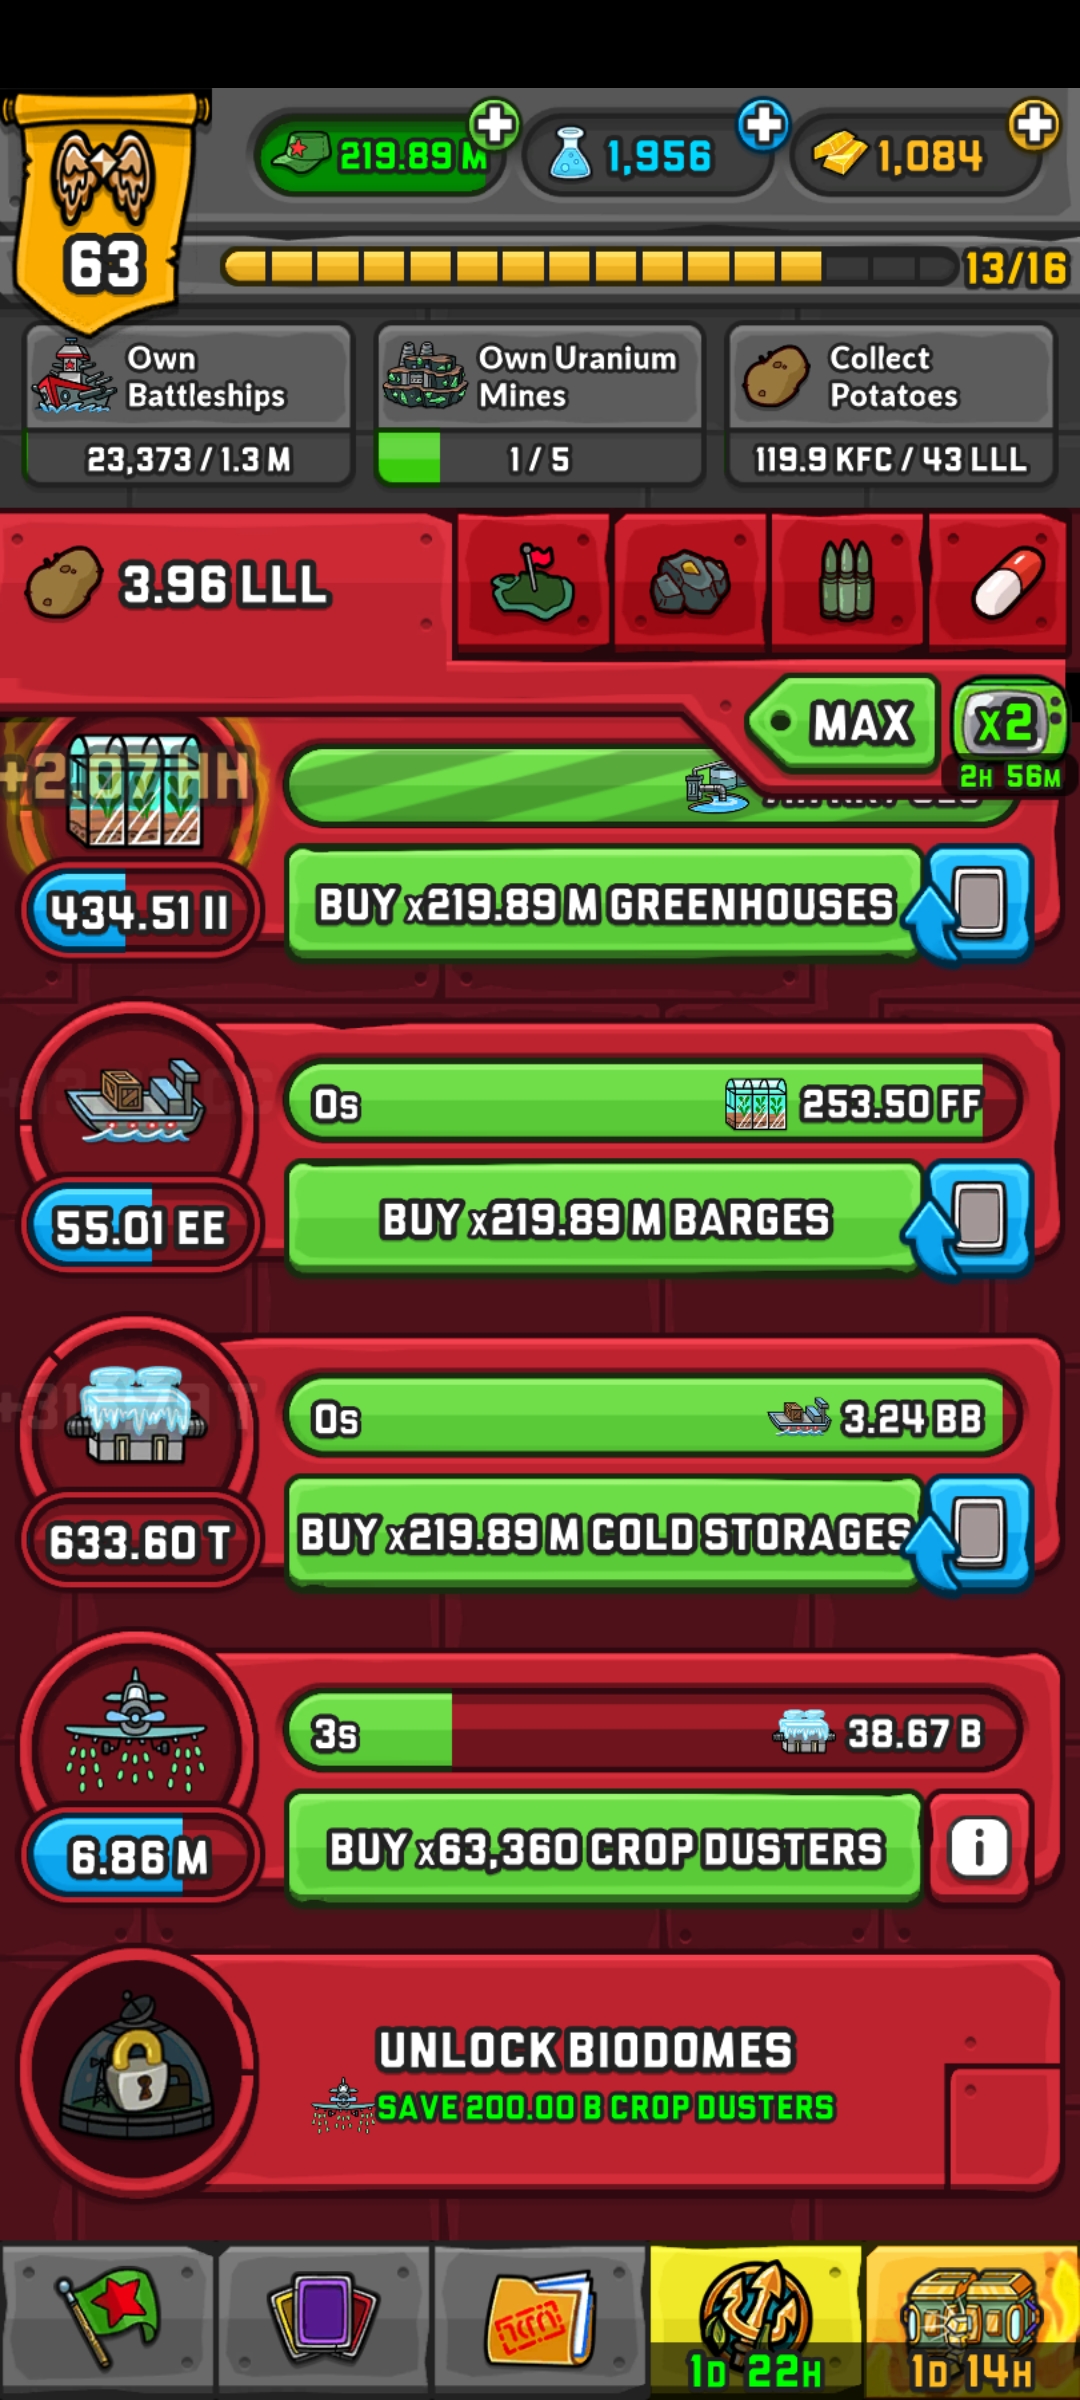 219.89 M
1,956
1,084
63
13/16
Own
Battleships
23,373 / 1.3 M
Own Uranium
Mines
1 / 5
Collect
Potatoes
119.9 KFC / 43 LLL
3.96 LLL
MAX
x2
2H 56M
+2.07 HH
434.51 II
BUY x219.89 M GREENHOUSES
0s
253.50 FF
55.01 EE
BUY x219.89 M BARGES
0s
3.24 BB
633.60 T
BUY x219.89 M COLD STORAGES
3s
38.67 B
6.86 M
BUY x63,360 CROP DUSTERS
i
UNLOCK BIODOMES
SAVE 200.00 B CROP DUSTERS
1D 22H
1D 14H